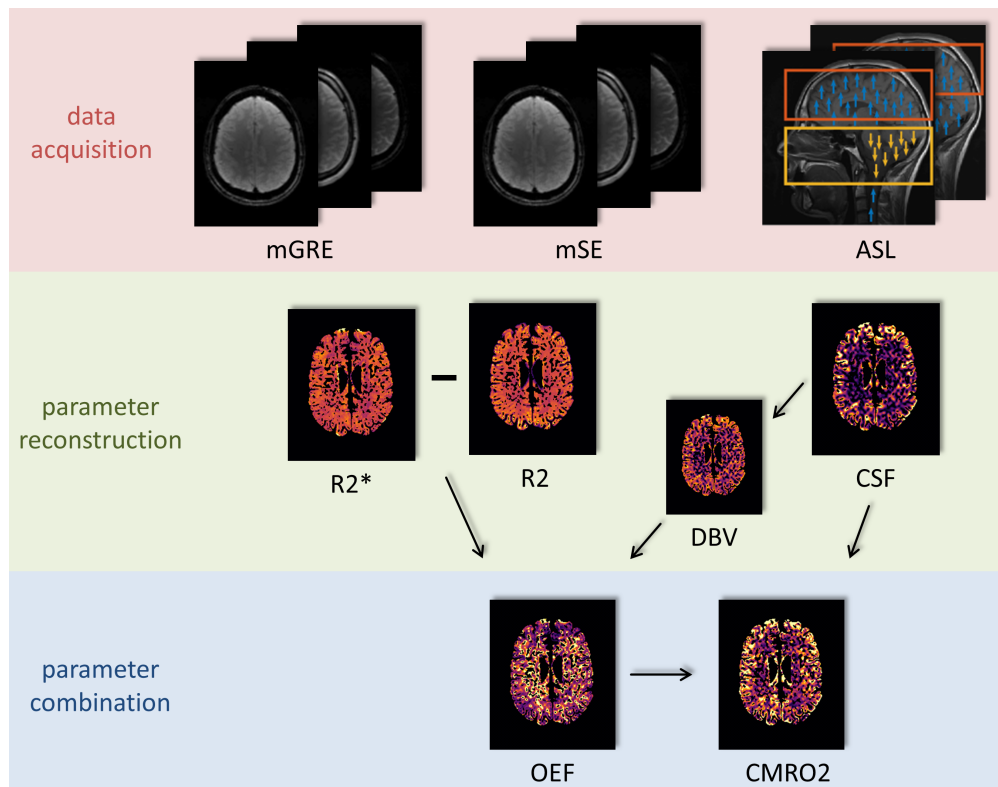 data
acquisition
mGRE
mSE
ASL
parameter
reconstruction
R2*
R2
CSF
DBV
parameter
combination
OEF
CMRO2